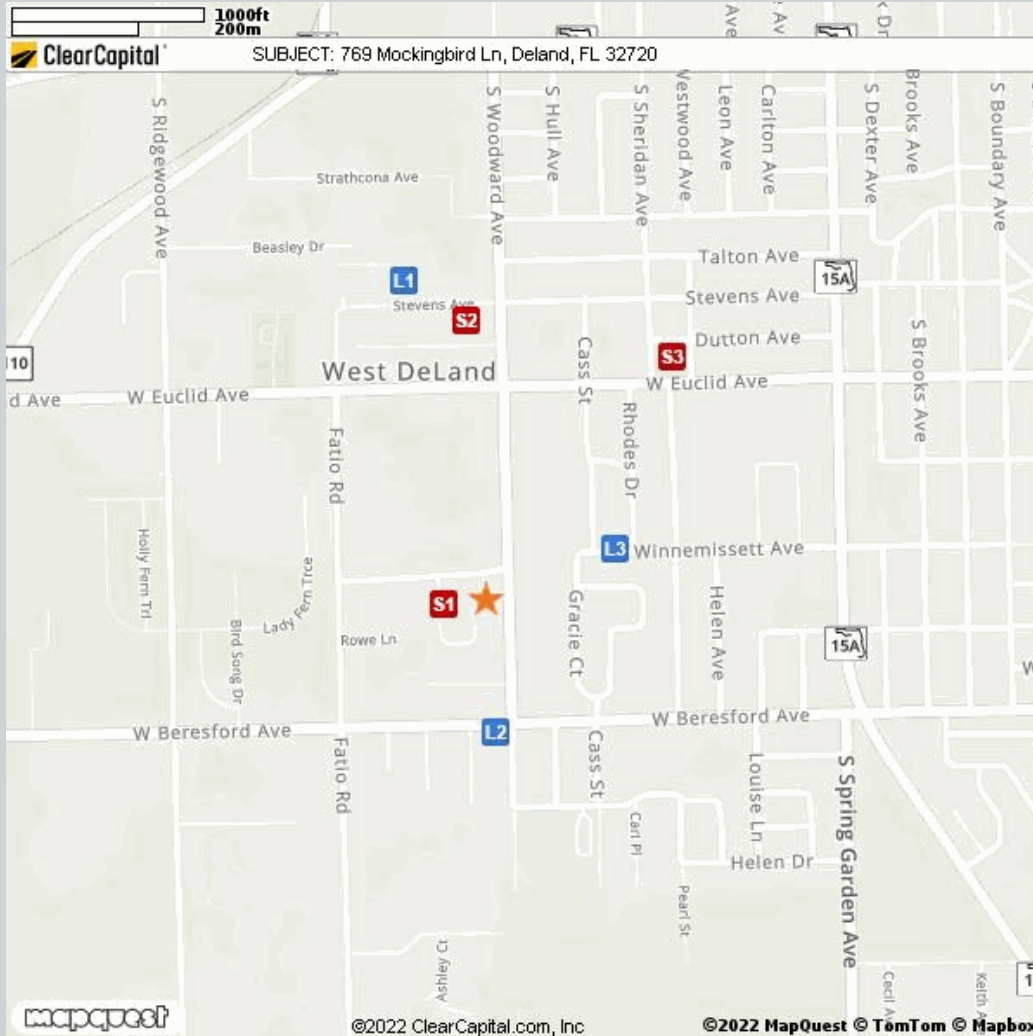 1000ft
200m
ClearCapital
SUBJECT: 769 Mockingbird Ln, Deland, FL 32720
S Ridgewood Ave
S Woodward Ave
S Hull Ave
S Sheridan Ave
Westwood Ave
Leon Ave
Carlton Ave
S Dexter Ave
Brooks Ave
S Boundary Ave
Strathcona Ave
Beasley Dr
Talton Ave
15A
L1
Stevens Ave
Stevens Ave
S2
Dutton Ave
S3
West DeLand
Cass St
W Euclid Ave
W Euclid Ave
S Brooks Ave
Fatio Rd
Rhodes Dr
L3
Winnemissett Ave
Holly Fern Trl
Lady Fern Tree
Bird Song Dr
S1
Rowe Ln
Gracie Ct
Helen Ave
15A
W Beresford Ave
L2
W Beresford Ave
Fatio Rd
Cass St
Louise Ln
S Spring Garden Ave
Carl Pl
Helen Dr
Pearl St
Ashley Ct
Cecil Av
Keith A
mapquest
©2022 ClearCapital.com, Inc
©2022 MapQuest © TomTom © Mapbox